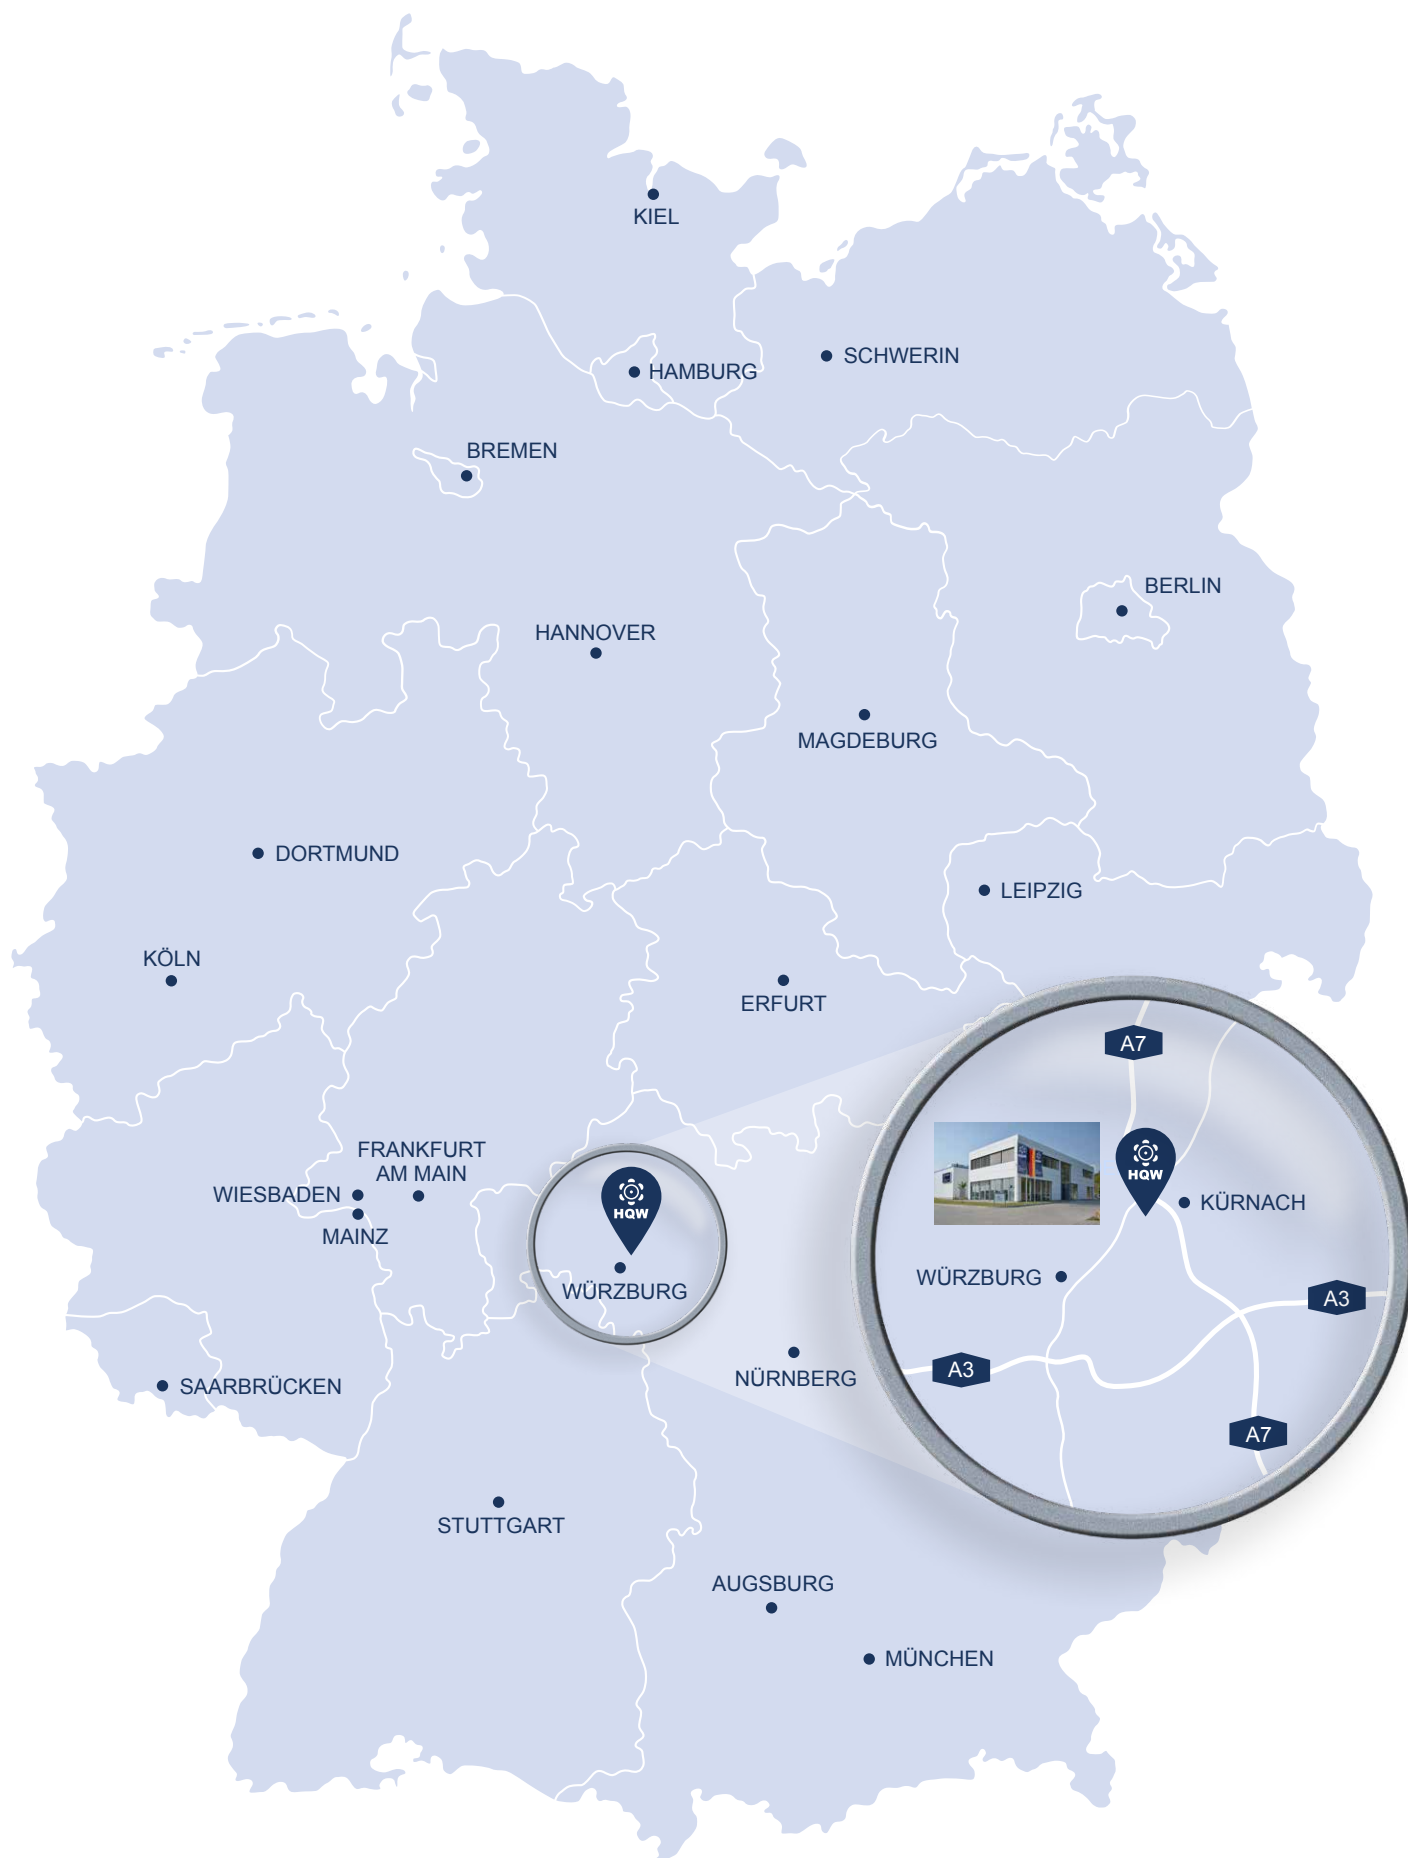 KIEL
SCHWERIN
HAMBURG
BREMEN
BERLIN
HANNOVER
MAGDEBURG
DORTMUND
LEIPZIG
KÖLN
ERFURT
A7
FRANKFURT
AM MAIN
WIESBADEN
MAINZ
HQW
WÜRZBURG
HQW
KÜRNACH
WÜRZBURG
A3
A3
A7
NÜRNBERG
SAARBRÜCKEN
STUTTGART
AUGSBURG
MÜNCHEN